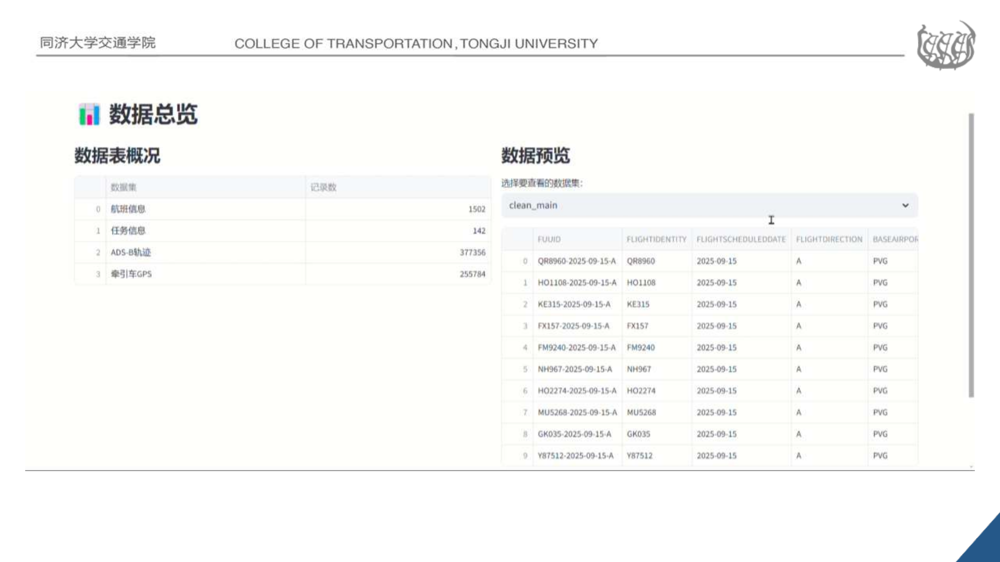 同济大学交通学院 COLLEGE OF TRANSPORTATION, TONGJI UNIVERSITY
数据总览
数据表概况
数据集 记录数
0 航班信息 1502
1 任务信息 142
2 ADS-B轨迹 377356
3 牵引车GPS 255784
数据预览
选择要查看的数据集:
clean_main
FUUID FLIGHTIDENTITY FLIGHTSCHEDULEDDATE FLIGHTDIRECTION BASEAIRPOR
0 QR8960-2025-09-15-A QR8960 2025-09-15 A PVG
1 HO1108-2025-09-15-A HO1108 2025-09-15 A PVG
2 KE315-2025-09-15-A KE315 2025-09-15 A PVG
3 FX157-2025-09-15-A FX157 2025-09-15 A PVG
4 FM9240-2025-09-15-A FM9240 2025-09-15 A PVG
5 NH967-2025-09-15-A NH967 2025-09-15 A PVG
6 HO2274-2025-09-15-A HO2274 2025-09-15 A PVG
7 MU5268-2025-09-15-A MU5268 2025-09-15 A PVG
8 GK035-2025-09-15-A GK035 2025-09-15 A PVG
9 Y87512-2025-09-15-A Y87512 2025-09-15 A PVG